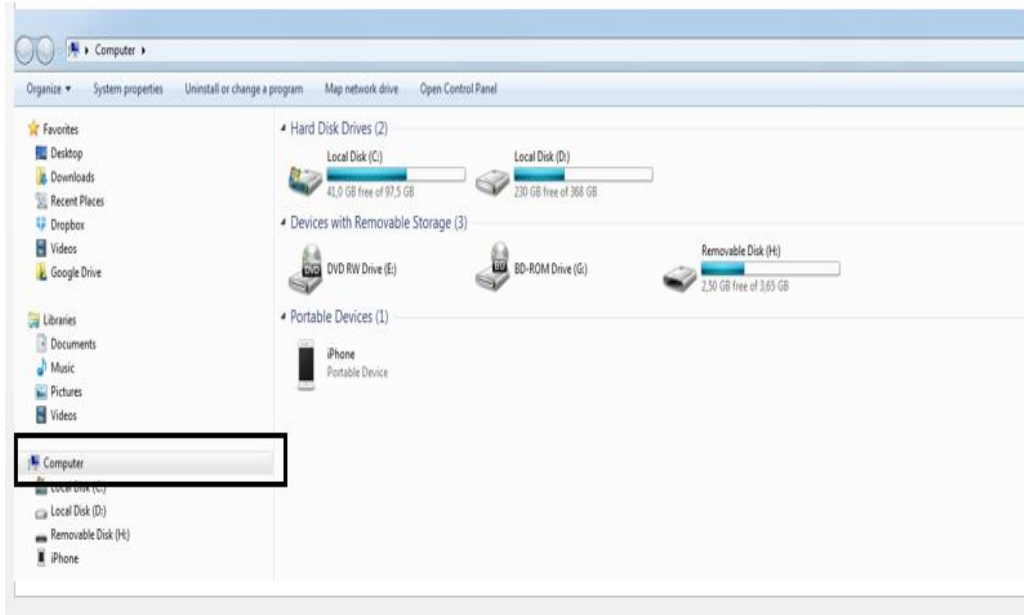 Computer
Organize System properties Uninstall or change a program Map network drive Open Control Panel
Favorites
Desktop
Downloads
Recent Places
Dropbox
Videos
Google Drive
Libraries
Documents
Music
Pictures
Videos
Computer
Local Disk (C:)
Local Disk (D:)
Removable Disk (H:)
iPhone
Hard Disk Drives (2)
Local Disk (C:)
41,0 GB free of 97,5 GB
Local Disk (D:)
230 GB free of 368 GB
Devices with Removable Storage (3)
DVD
DVD RW Drive (E:)
BD
BD-ROM Drive (G:)
Removable Disk (H:)
2,50 GB free of 3,65 GB
Portable Devices (1)
iPhone
Portable Device